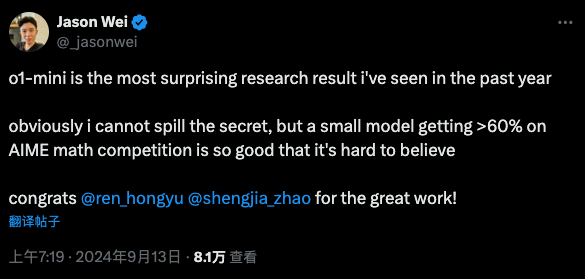 Jason Wei
@_jasonwei
o1-mini is the most surprising research result i've seen in the past year
obviously i cannot spill the secret, but a small model getting >60% on
AIME math competition is so good that it's hard to believe
congrats @ren_hongyu @shengjia_zhao for the great work!
翻译帖子
上午7:19 · 2024年9月13日 · 8.1万 查看